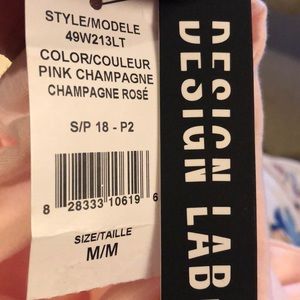 STYLE/MODELE
49W213LT
COLOR/COULEUR
PINK CHAMPAGNE
CHAMPAGNE ROSÉ
S/P 18 - P2
8 28333 10619 6
SIZE/TAILLE
M/M
DESIGN LAB